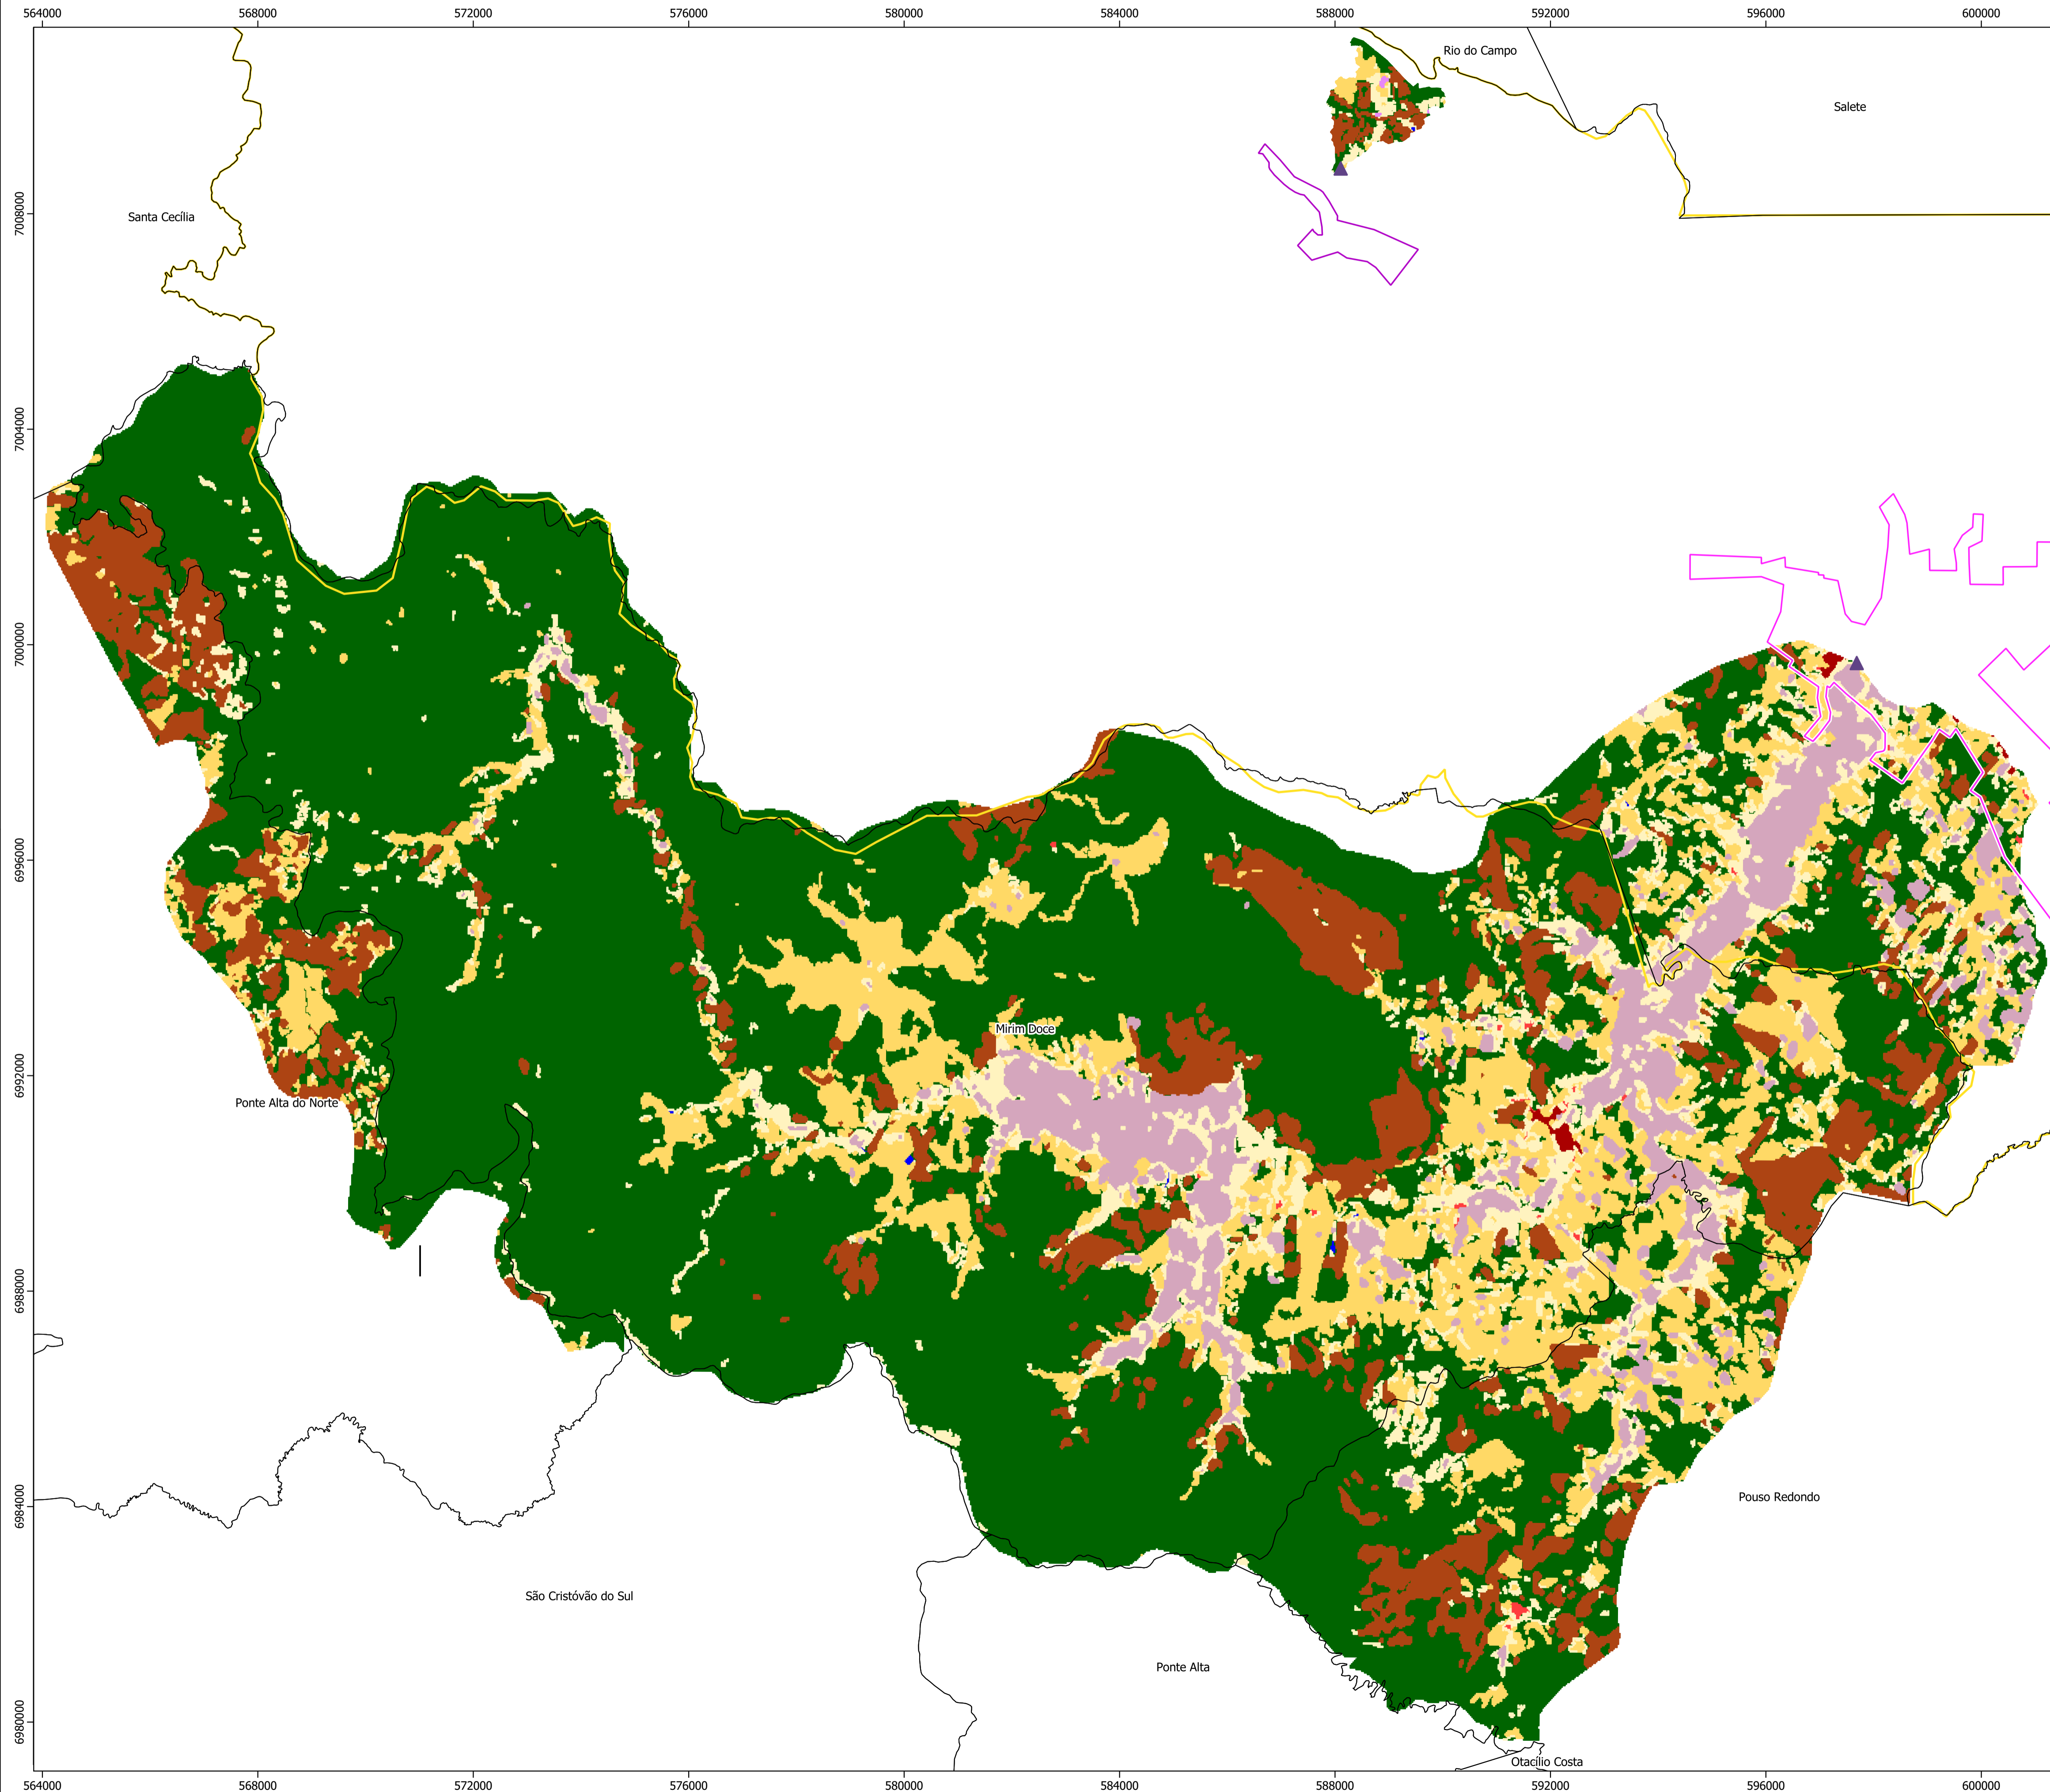 564000 568000 572000 576000 580000 584000 588000 592000 596000 600000
Rio do Campo
Salete
7008000
Santa Cecília
7004000
7000000
6996000
Mirim Doce
6992000
Ponte Alta do Norte
6988000
6984000
Pouso Redondo
São Cristóvão do Sul
Ponte Alta
6980000
Otacílio Costa
564000 568000 572000 576000 580000 584000 588000 592000 596000 600000